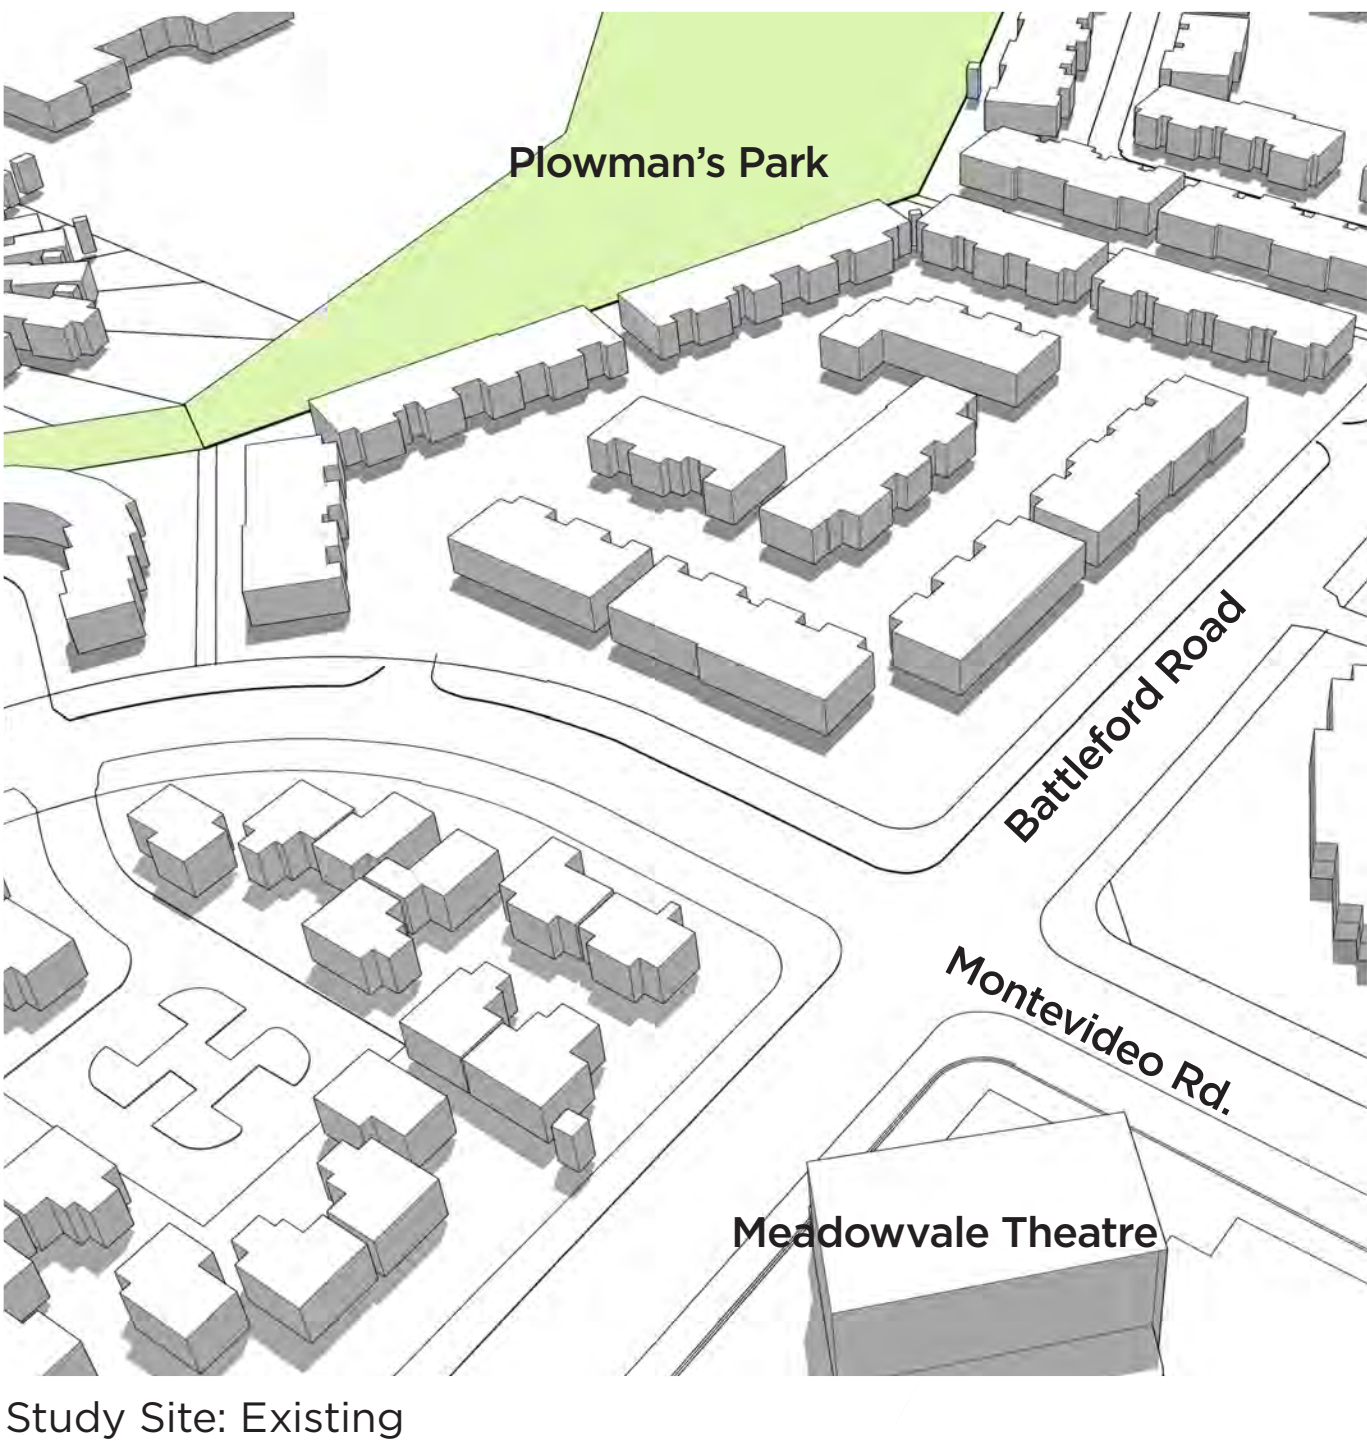 Plowman’s Park
Battleford Road
Montevideo Rd.
Meadowvale Theatre
Study Site: Existing